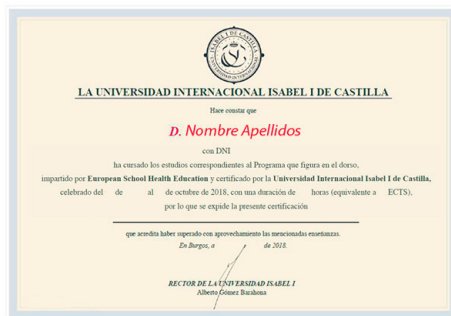 ISABEL I DE CASTILLA
UNIVERSIDAD INTERNACIONAL
LA UNIVERSIDAD INTERNACIONAL ISABEL I DE CASTILLA
Hace constar que
D. Nombre Apellidos
con DNI
ha cursado los estudios correspondientes al Programa que figura en el dorso,
impartido por European School Health Education y certificado por la Universidad Internacional Isabel I de Castilla,
celebrado del de al de octubre de 2018, con una duración de horas (equivalente a ECTS),
por lo que se expide la presente certificación
que acredita haber superado con aprovechamiento las mencionadas enseñanzas.
En Burgos, a de 2018.
RECTOR DE LA UNIVERSIDAD ISABEL I
Alberto Gómez Barahona